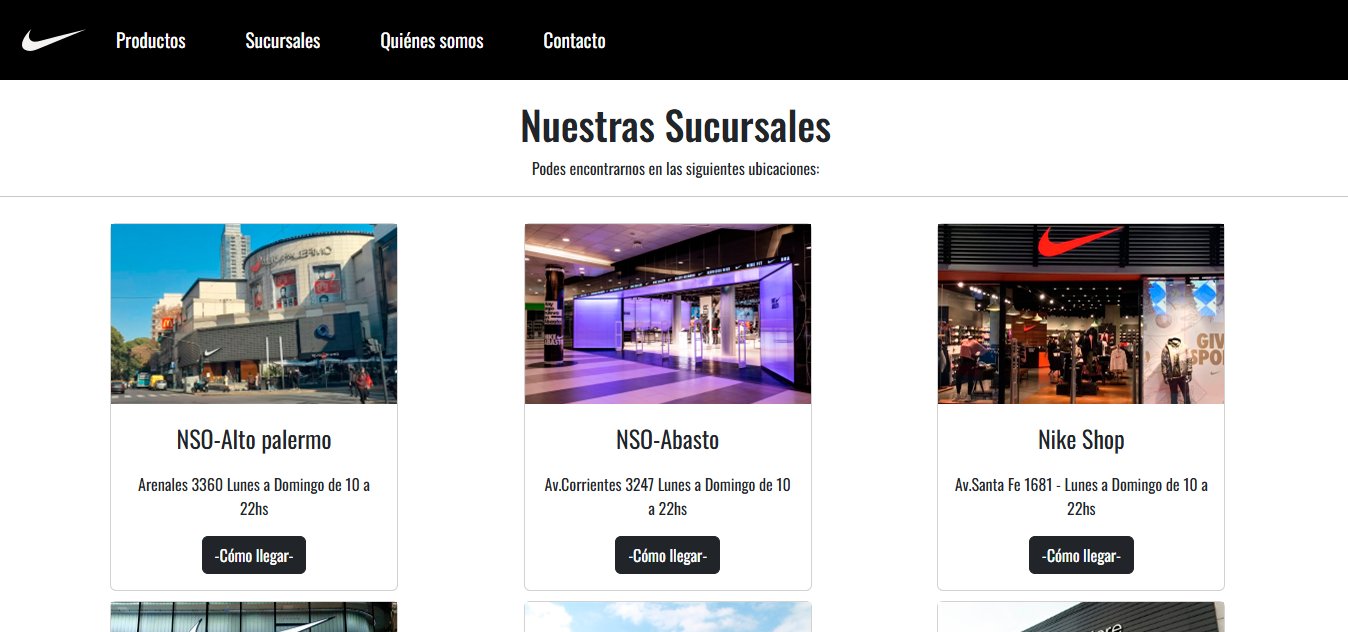 Productos
Sucursales
Quiénes somos
Contacto
Nuestras Sucursales
Podes encontrarnos en las siguientes ubicaciones:
GIV
SPO
NSO-Alto palermo
Arenales 3360 Lunes a Domingo de 10 a
22hs
-Cómo llegar-
NSO-Abasto
Av.Corrientes 3247 Lunes a Domingo de 10
a 22hs
-Cómo llegar-
Nike Shop
Av.Santa Fe 1681 - Lunes a Domingo de 10 a
22hs
-Cómo llegar-